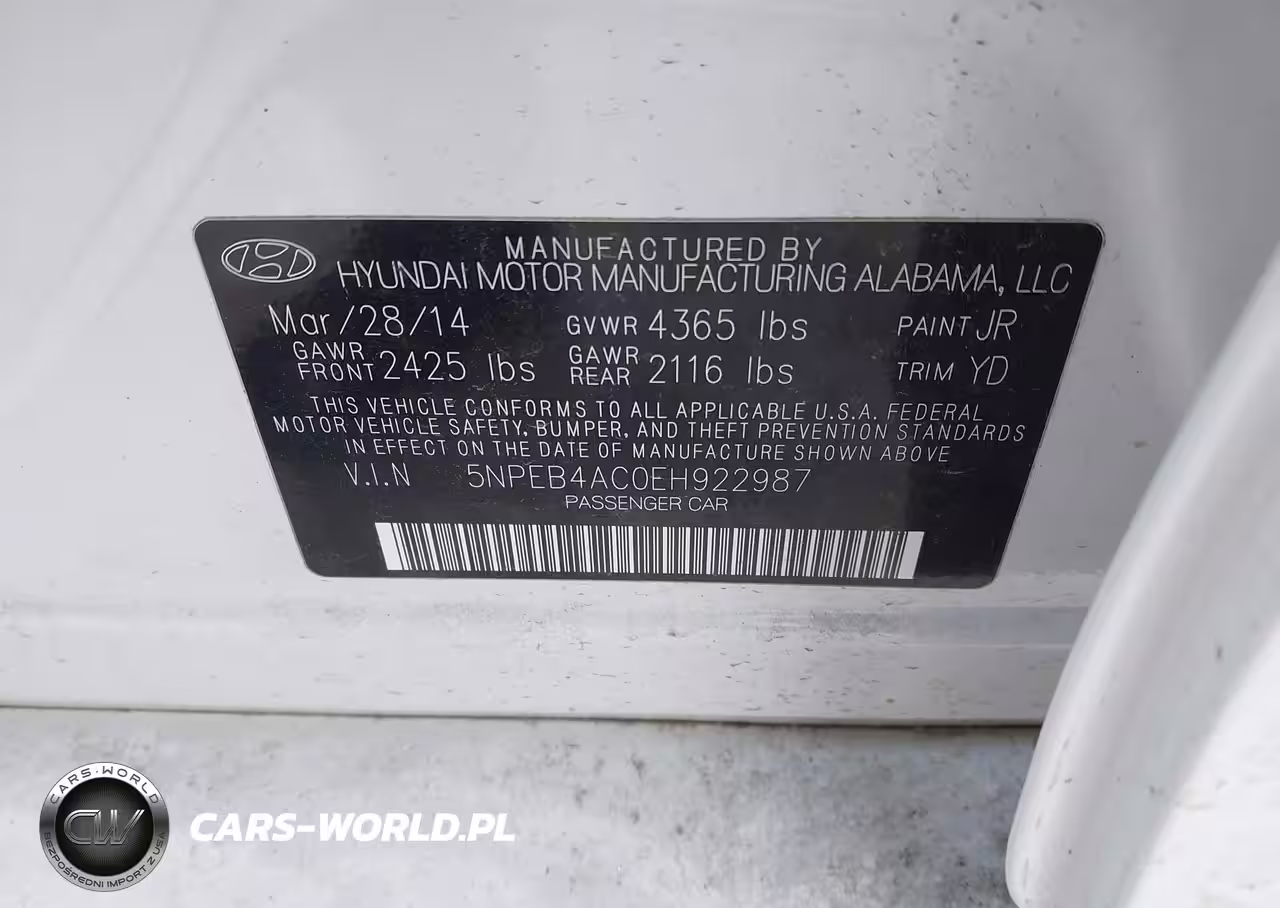 MANUFACTURED BY
HYUNDAI MOTOR MANUFACTURING ALABAMA, LLC
Mar/28/14 GVWR 4365 lbs PAINT JR
GAWR FRONT 2425 lbs GAWR REAR 2116 lbs TRIM YD
THIS VEHICLE CONFORMS TO ALL APPLICABLE U.S.A. FEDERAL
MOTOR VEHICLE SAFETY, BUMPER, AND THEFT PREVENTION STANDARDS
IN EFFECT ON THE DATE OF MANUFACTURE SHOWN ABOVE
V.I.N 5NPEB4AC0EH922987
PASSENGER CAR
CARS-WORLD
CW
BEZPOŚREDNI IMPORT Z USA
CARS-WORLD.PL